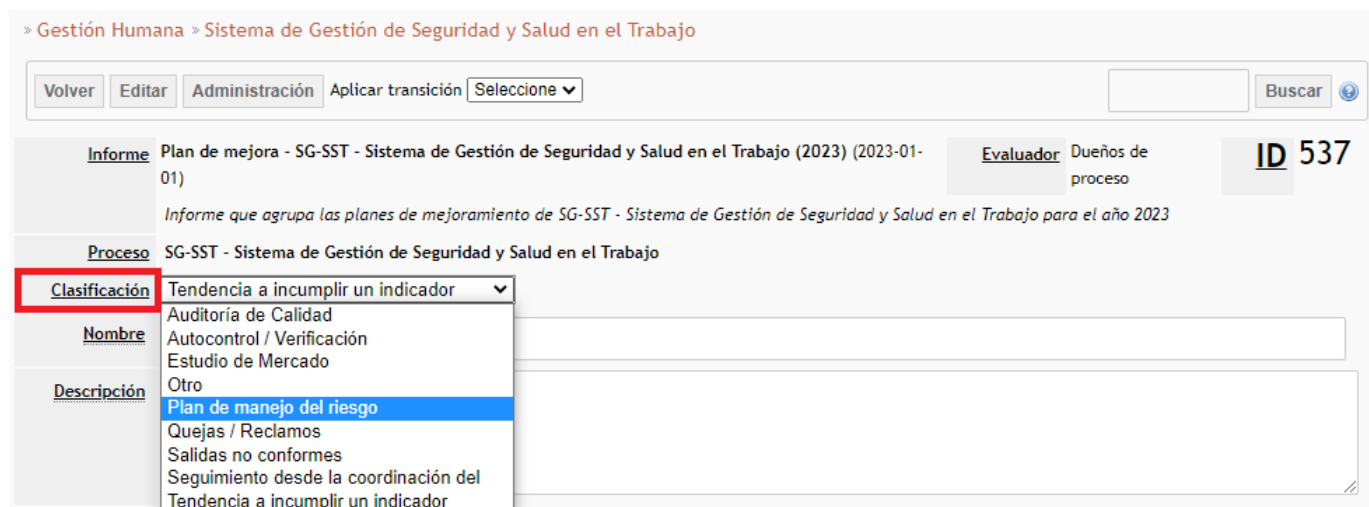 » Gestión Humana » Sistema de Gestión de Seguridad y Salud en el Trabajo
Volver Editar Administración Aplicar transición Seleccione Buscar
Informe Plan de mejora - SG-SST - Sistema de Gestión de Seguridad y Salud en el Trabajo (2023) (2023-01-
01)
Evaluador Dueños de
proceso
ID 537
Informe que agrupa las planes de mejoramiento de SG-SST - Sistema de Gestión de Seguridad y Salud en el Trabajo para el año 2023
Proceso SG-SST - Sistema de Gestión de Seguridad y Salud en el Trabajo
Clasificación Tendencia a incumplir un indicador
Auditoría de Calidad
Nombre
Autocontrol / Verificación
Estudio de Mercado
Otro
Descripción
Plan de manejo del riesgo
Quejas / Reclamos
Salidas no conformes
Seguimiento desde la coordinación del
Tendencia a incumplir un indicador